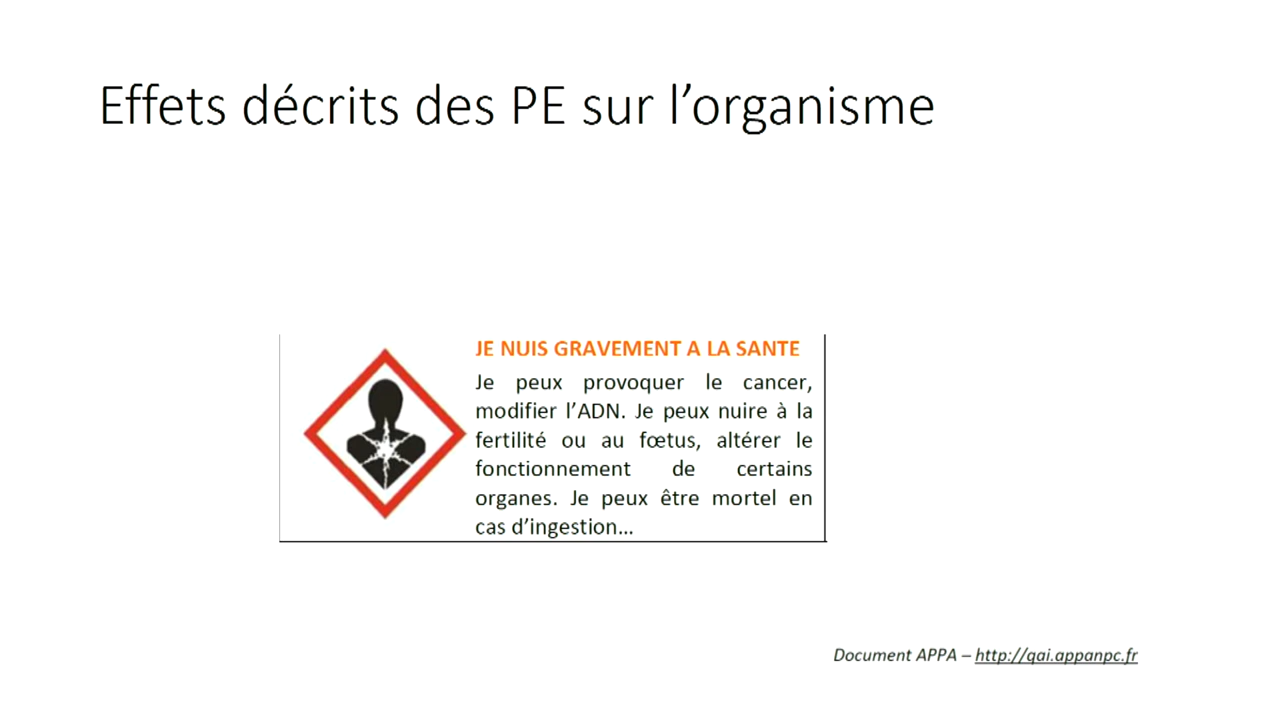 Effets décrits des PE sur l’organisme
JE NUIS GRAVEMENT A LA SANTE
Je peux provoquer le cancer,
modifier l’ADN. Je peux nuire à la
fertilité ou au fœtus, altérer le
fonctionnement de certains
organes. Je peux être mortel en
cas d’ingestion...
Document APPA – http://qai.appanpc.fr